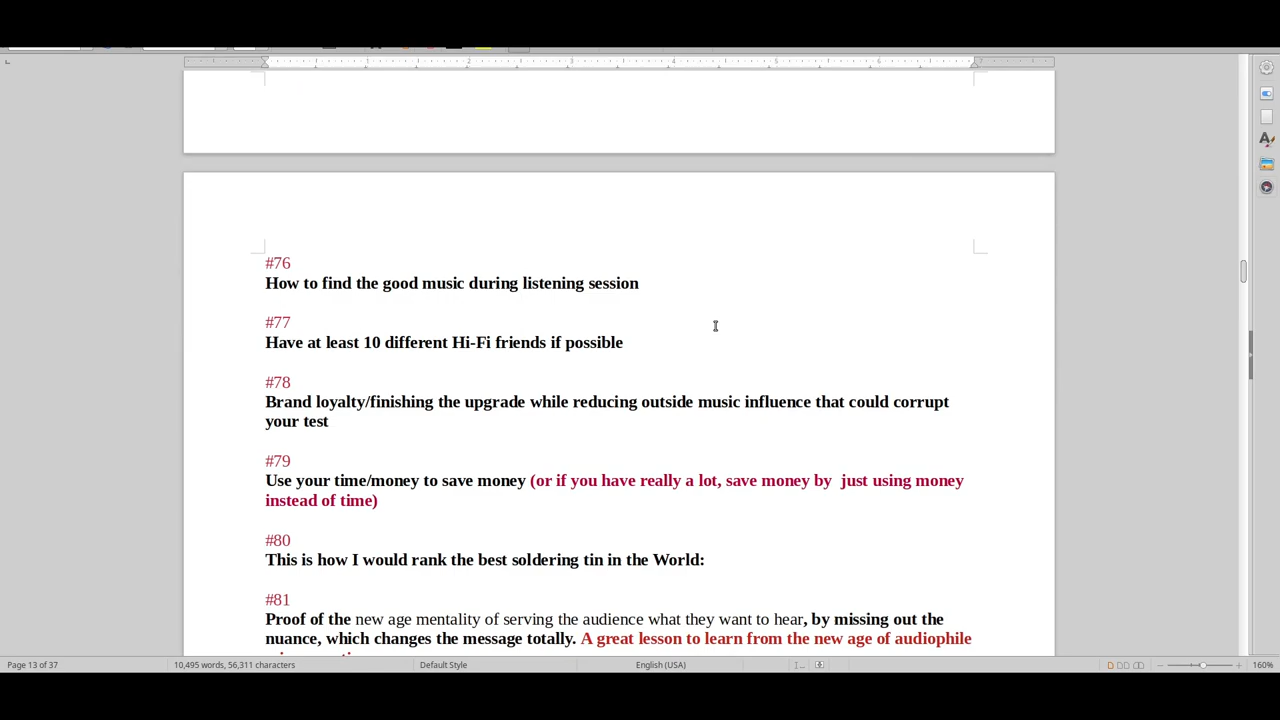 #76
How to find the good music during listening session
#77
Have at least 10 different Hi-Fi friends if possible
#78
Brand loyalty/finishing the upgrade while reducing outside music influence that could corrupt
your test
#79
Use your time/money to save money (or if you have really a lot, save money by  just using money
instead of time)
#80
This is how I would rank the best soldering tin in the World:
#81
Proof of the new age mentality of serving the audience what they want to hear, by missing out the
nuance, which changes the message totally. A great lesson to learn from the new age of audiophile
Page 13 of 37
10,495 words, 56,311 characters
Default Style
English (USA)
160%